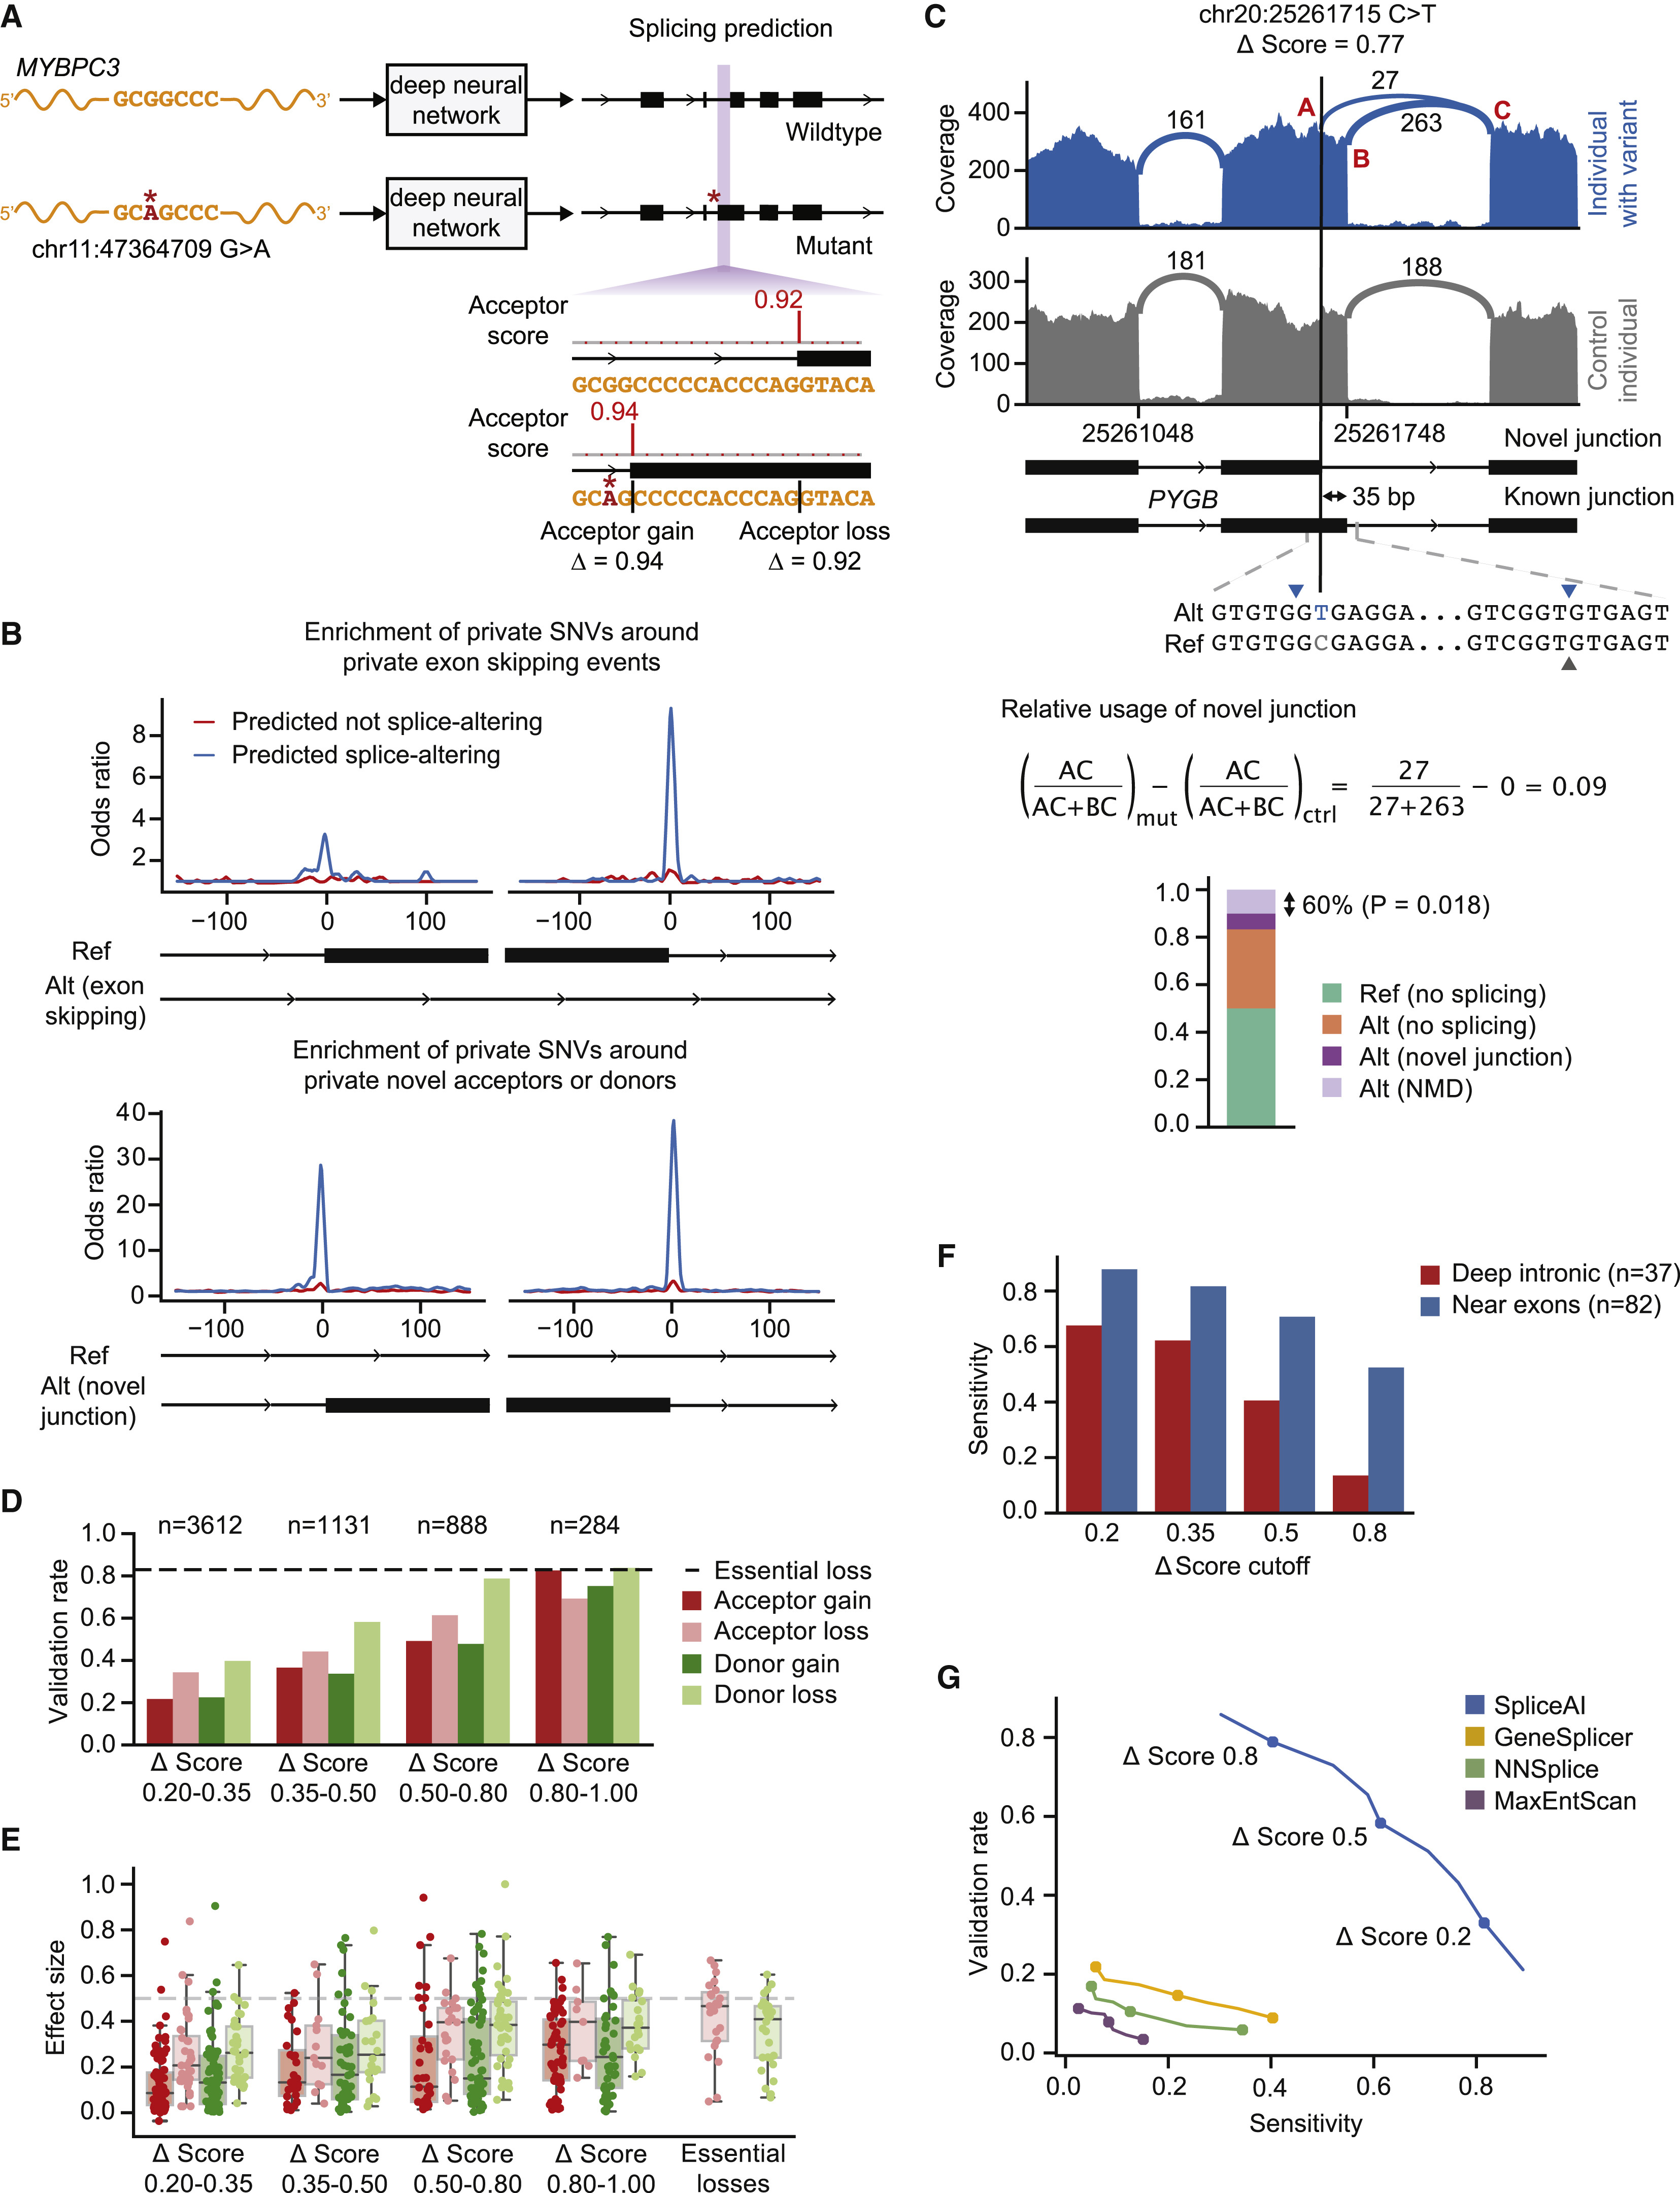 A
Splicing prediction
MYBPC3
5' GCGGCCC 3'
deep neural
network
Wildtype
*
5' GCAGCCC 3'
chr11:47364709 G>A
deep neural
network
*
Mutant
Acceptor
score
0.92
GCGGCCCCCACCCAGGTACA
Acceptor
score
0.94
*
GCAGCCCCCACCCAGGTACA
Acceptor gain
Δ = 0.94
Acceptor loss
Δ = 0.92
B
Enrichment of private SNVs around
private exon skipping events
Predicted not splice-altering
Predicted splice-altering
Odds ratio
8
6
4
2
−100 0 100
−100 0 100
Ref
Alt (exon
skipping)
Enrichment of private SNVs around
private novel acceptors or donors
Odds ratio
40
30
20
10
0
−100 0 100
−100 0 100
Ref
Alt (novel
junction)
C
chr20:25261715 C>T
Δ Score = 0.77
Coverage
400
200
0
161
A
27
263
B
C
Individual
with variant
Coverage
300
200
100
0
181
188
Control
individual
25261048
25261748
Novel junction
PYGB
35 bp
Known junction
Alt GTGTGGTGAGGA...GTCGGTGTGAGT
Ref GTGTGGCGAGGA...GTCGGTGTGAGT
Relative usage of novel junction
(AC / AC+BC)mut − (AC / AC+BC)ctrl = 27 / 27+263 − 0 = 0.09
1.0
0.8
0.6
0.4
0.2
0.0
60% (P = 0.018)
Ref (no splicing)
Alt (no splicing)
Alt (novel junction)
Alt (NMD)
D
n=3612 n=1131 n=888 n=284
Validation rate
1.0
0.8
0.6
0.4
0.2
0.0
Δ Score
0.20-0.35
Δ Score
0.35-0.50
Δ Score
0.50-0.80
Δ Score
0.80-1.00
Essential loss
Acceptor gain
Acceptor loss
Donor gain
Donor loss
E
Effect size
1.0
0.8
0.6
0.4
0.2
0.0
Δ Score
0.20-0.35
Δ Score
0.35-0.50
Δ Score
0.50-0.80
Δ Score
0.80-1.00
Essential
losses
F
Sensitivity
0.8
0.6
0.4
0.2
0.0
0.2 0.35 0.5 0.8
Δ Score cutoff
Deep intronic (n=37)
Near exons (n=82)
G
Validation rate
0.8
0.6
0.4
0.2
0.0
Δ Score 0.8
Δ Score 0.5
Δ Score 0.2
0.0 0.2 0.4 0.6 0.8
Sensitivity
SpliceAI
GeneSplicer
NNSplice
MaxEntScan